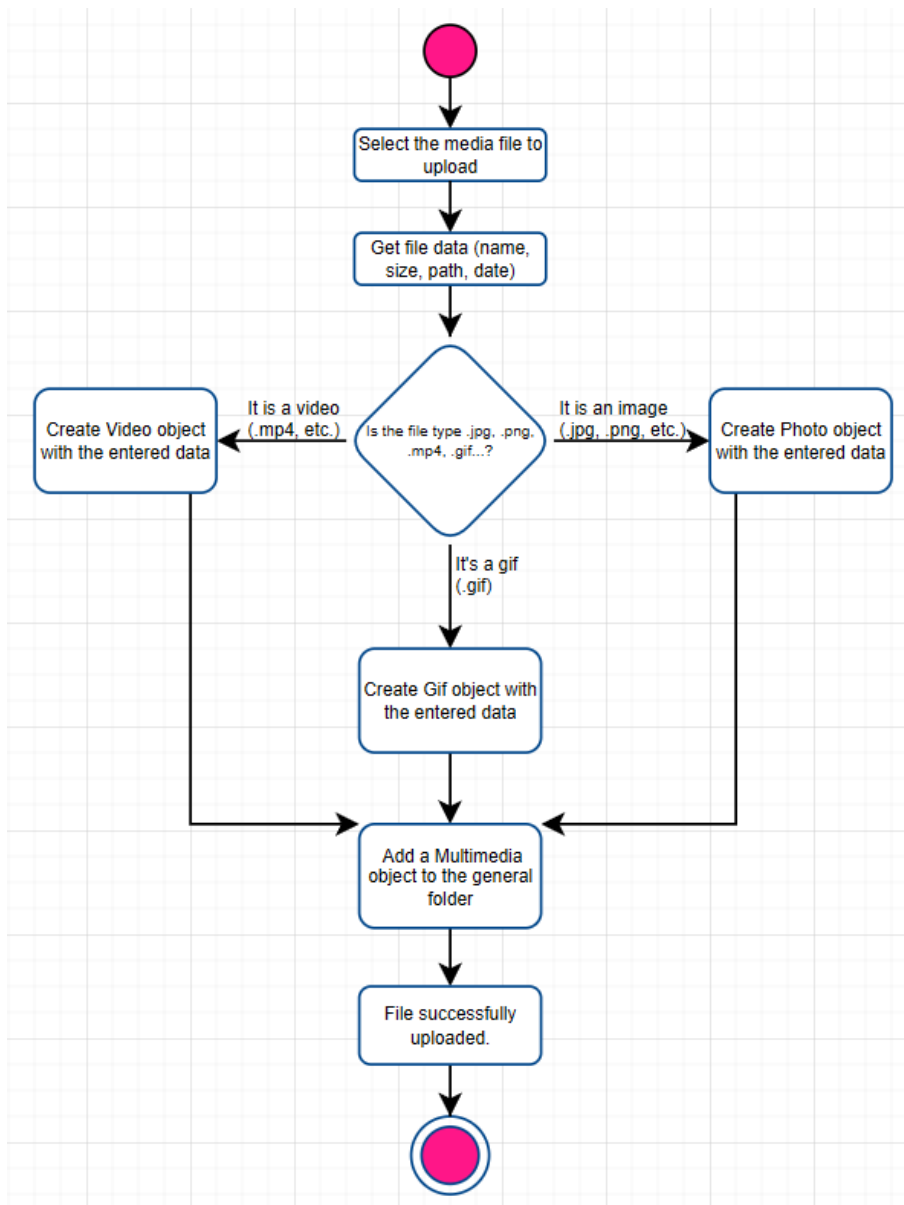 Select the media file to
upload
Get file data (name,
size, path, date)
It is a video
(.mp4, etc.)
It is an image
(.jpg, .png, etc.)
Create Video object
with the entered data
Is the file type .jpg, .png,
.mp4, .gif...?
Create Photo object
with the entered data
It's a gif
(.gif)
Create Gif object with
the entered data
Add a Multimedia
object to the general
folder
File successfully
uploaded.